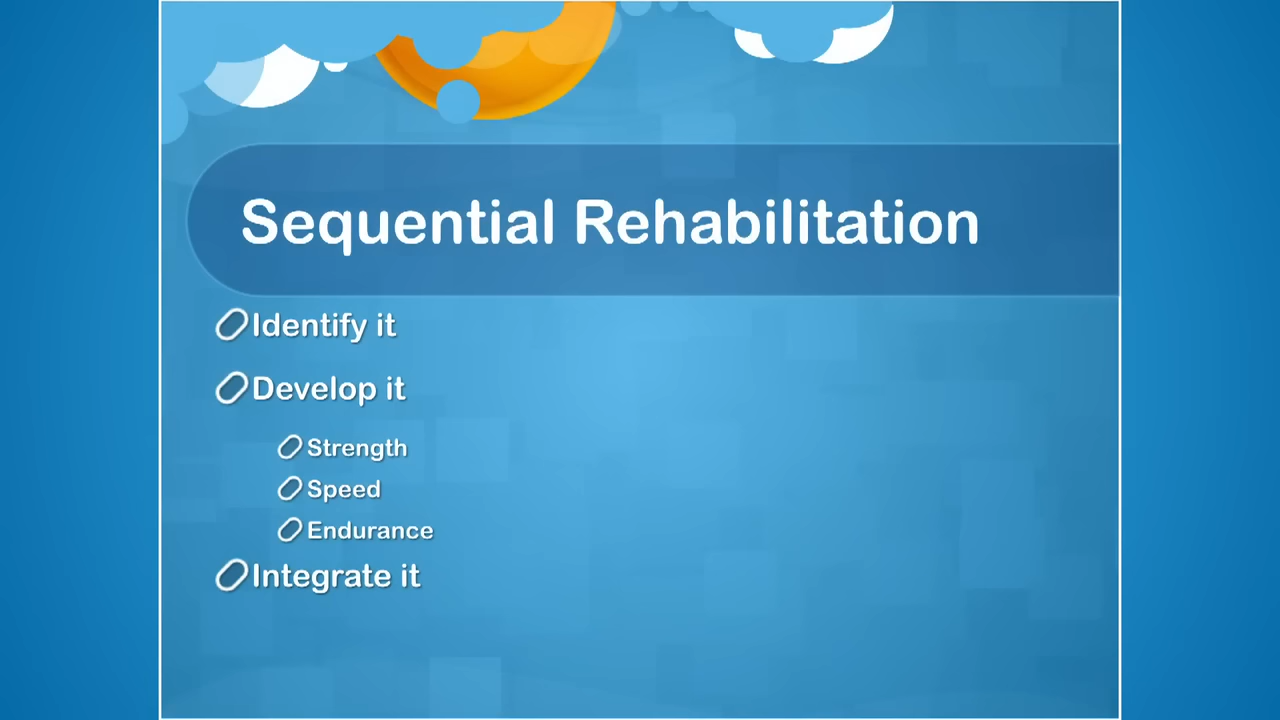 Sequential Rehabilitation
Identify it
Develop it
Strength
Speed
Endurance
Integrate it